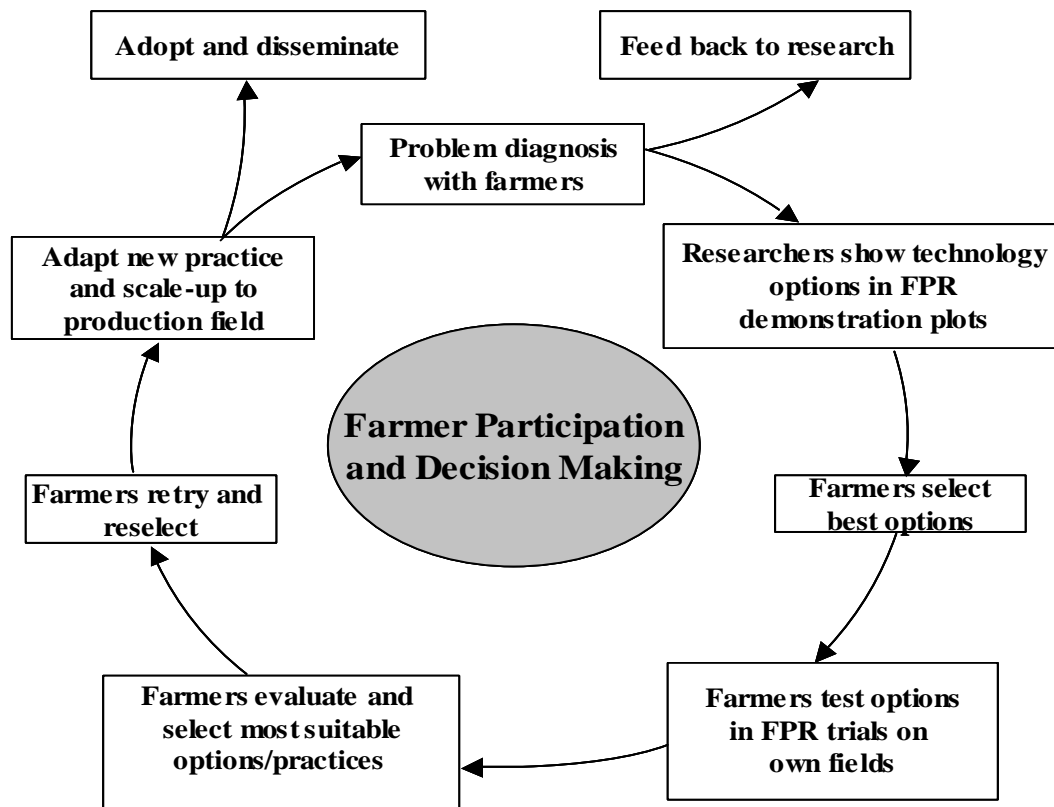 Adopt and disseminate
Feed back to research
Problem diagnosis
with farmers
Adapt new practice
and scale-up to
production field
Researchers show technology
options in FPR
demonstration plots
Farmer Participation
and Decision Making
Farmers retry and
reselect
Farmers select
best options
Farmers evaluate and
select most suitable
options/practices
Farmers test options
in FPR trials on
own fields